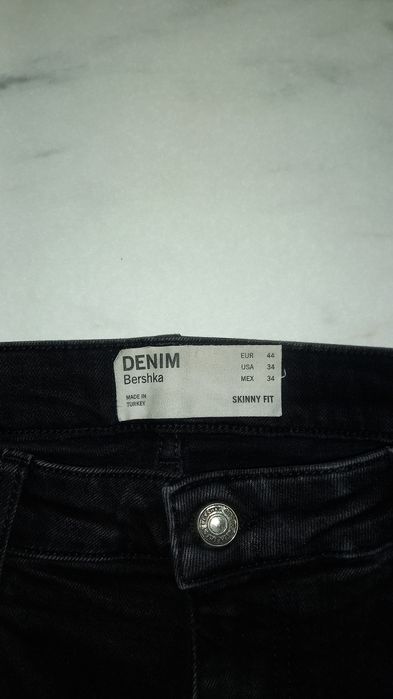 DENIM
Bershka
MADE IN
TURKEY
EUR 44
USA 34
MEX 34
SKINNY FIT